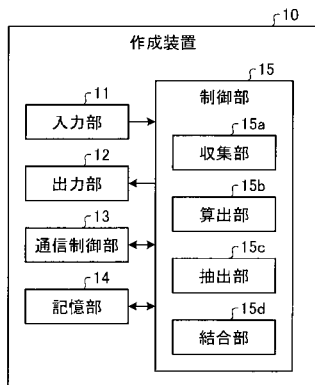 10
作成装置
11
入力部
12
出力部
13
通信制御部
14
記憶部
15
制御部
15a
収集部
15b
算出部
15c
抽出部
15d
結合部